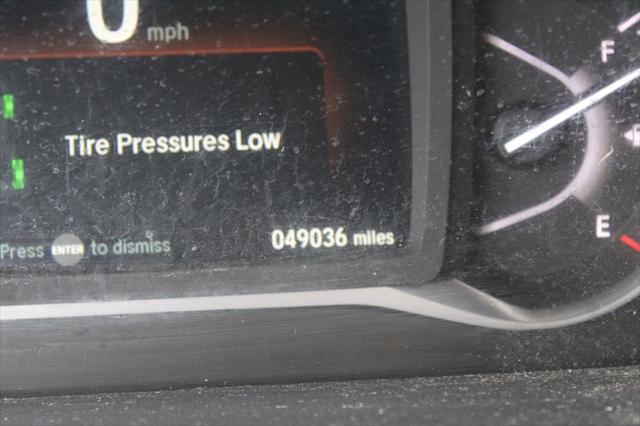 0 mph
F
Tire Pressures Low
E
Press ENTER to dismiss
049036 miles